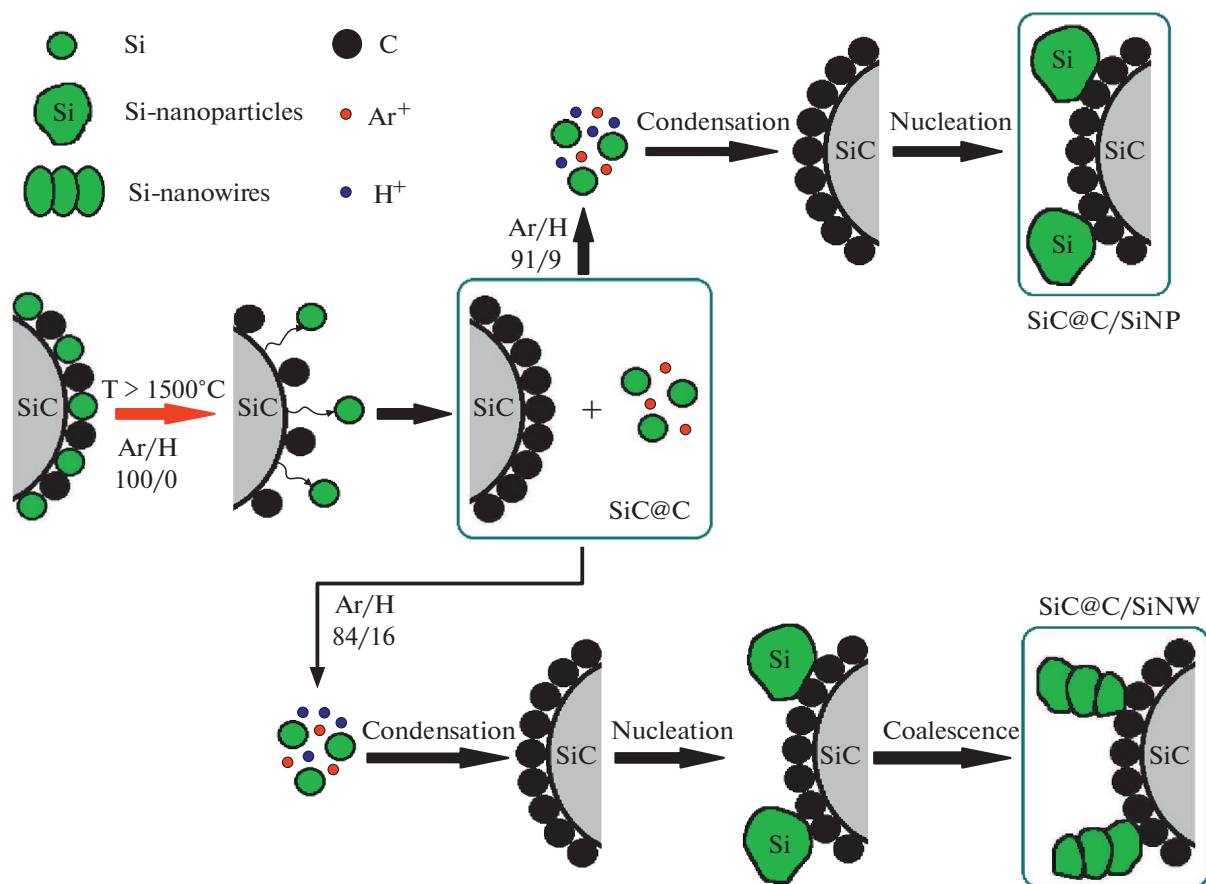 Si
C
Si
Si-nanoparticles
Ar⁺
Si-nanowires
H⁺
Condensation
Nucleation
SiC
Si
SiC
Si
Ar/H
91/9
SiC@C/SiNP
SiC
T > 1500°C
Ar/H
100/0
SiC
SiC
+
SiC@C
Ar/H
84/16
SiC@C/SiNW
Condensation
SiC
Nucleation
Si
SiC
Si
Coalescence
SiC